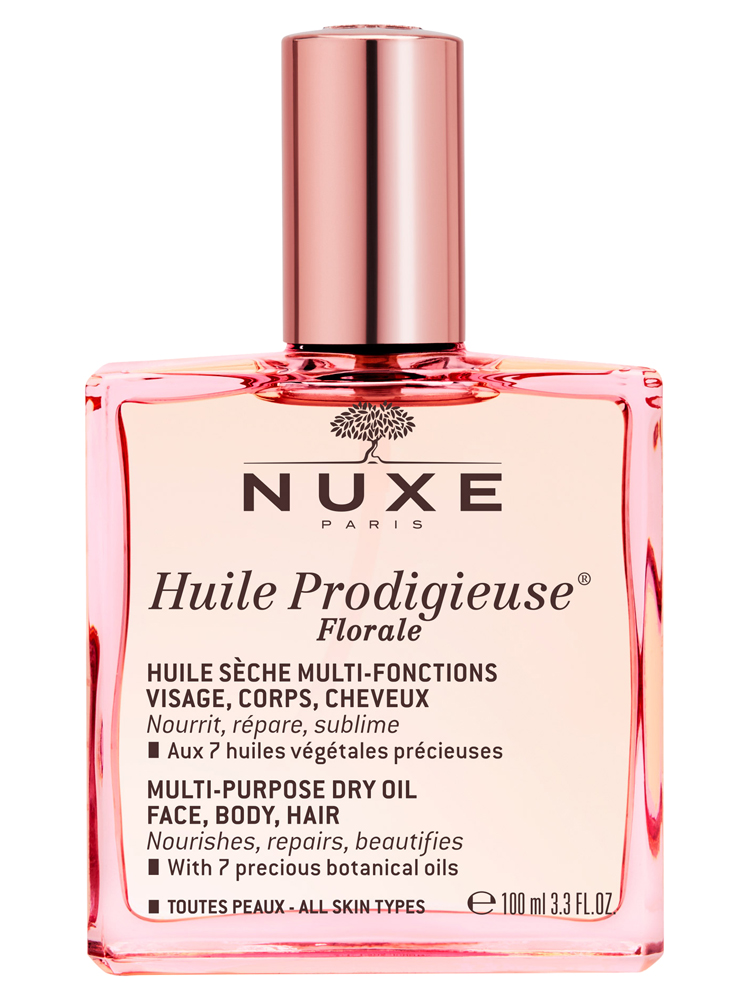 NUXE
PARIS
Huile Prodigieuse®
Florale
HUILE SÈCHE MULTI-FONCTIONS
VISAGE, CORPS, CHEVEUX
Nourrit, répare, sublime
■ Aux 7 huiles végétales précieuses
MULTI-PURPOSE DRY OIL
FACE, BODY, HAIR
Nourishes, repairs, beautifies
■ With 7 precious botanical oils
■ TOUTES PEAUX - ALL SKIN TYPES ℮ 100 ml 3.3 FL.OZ.